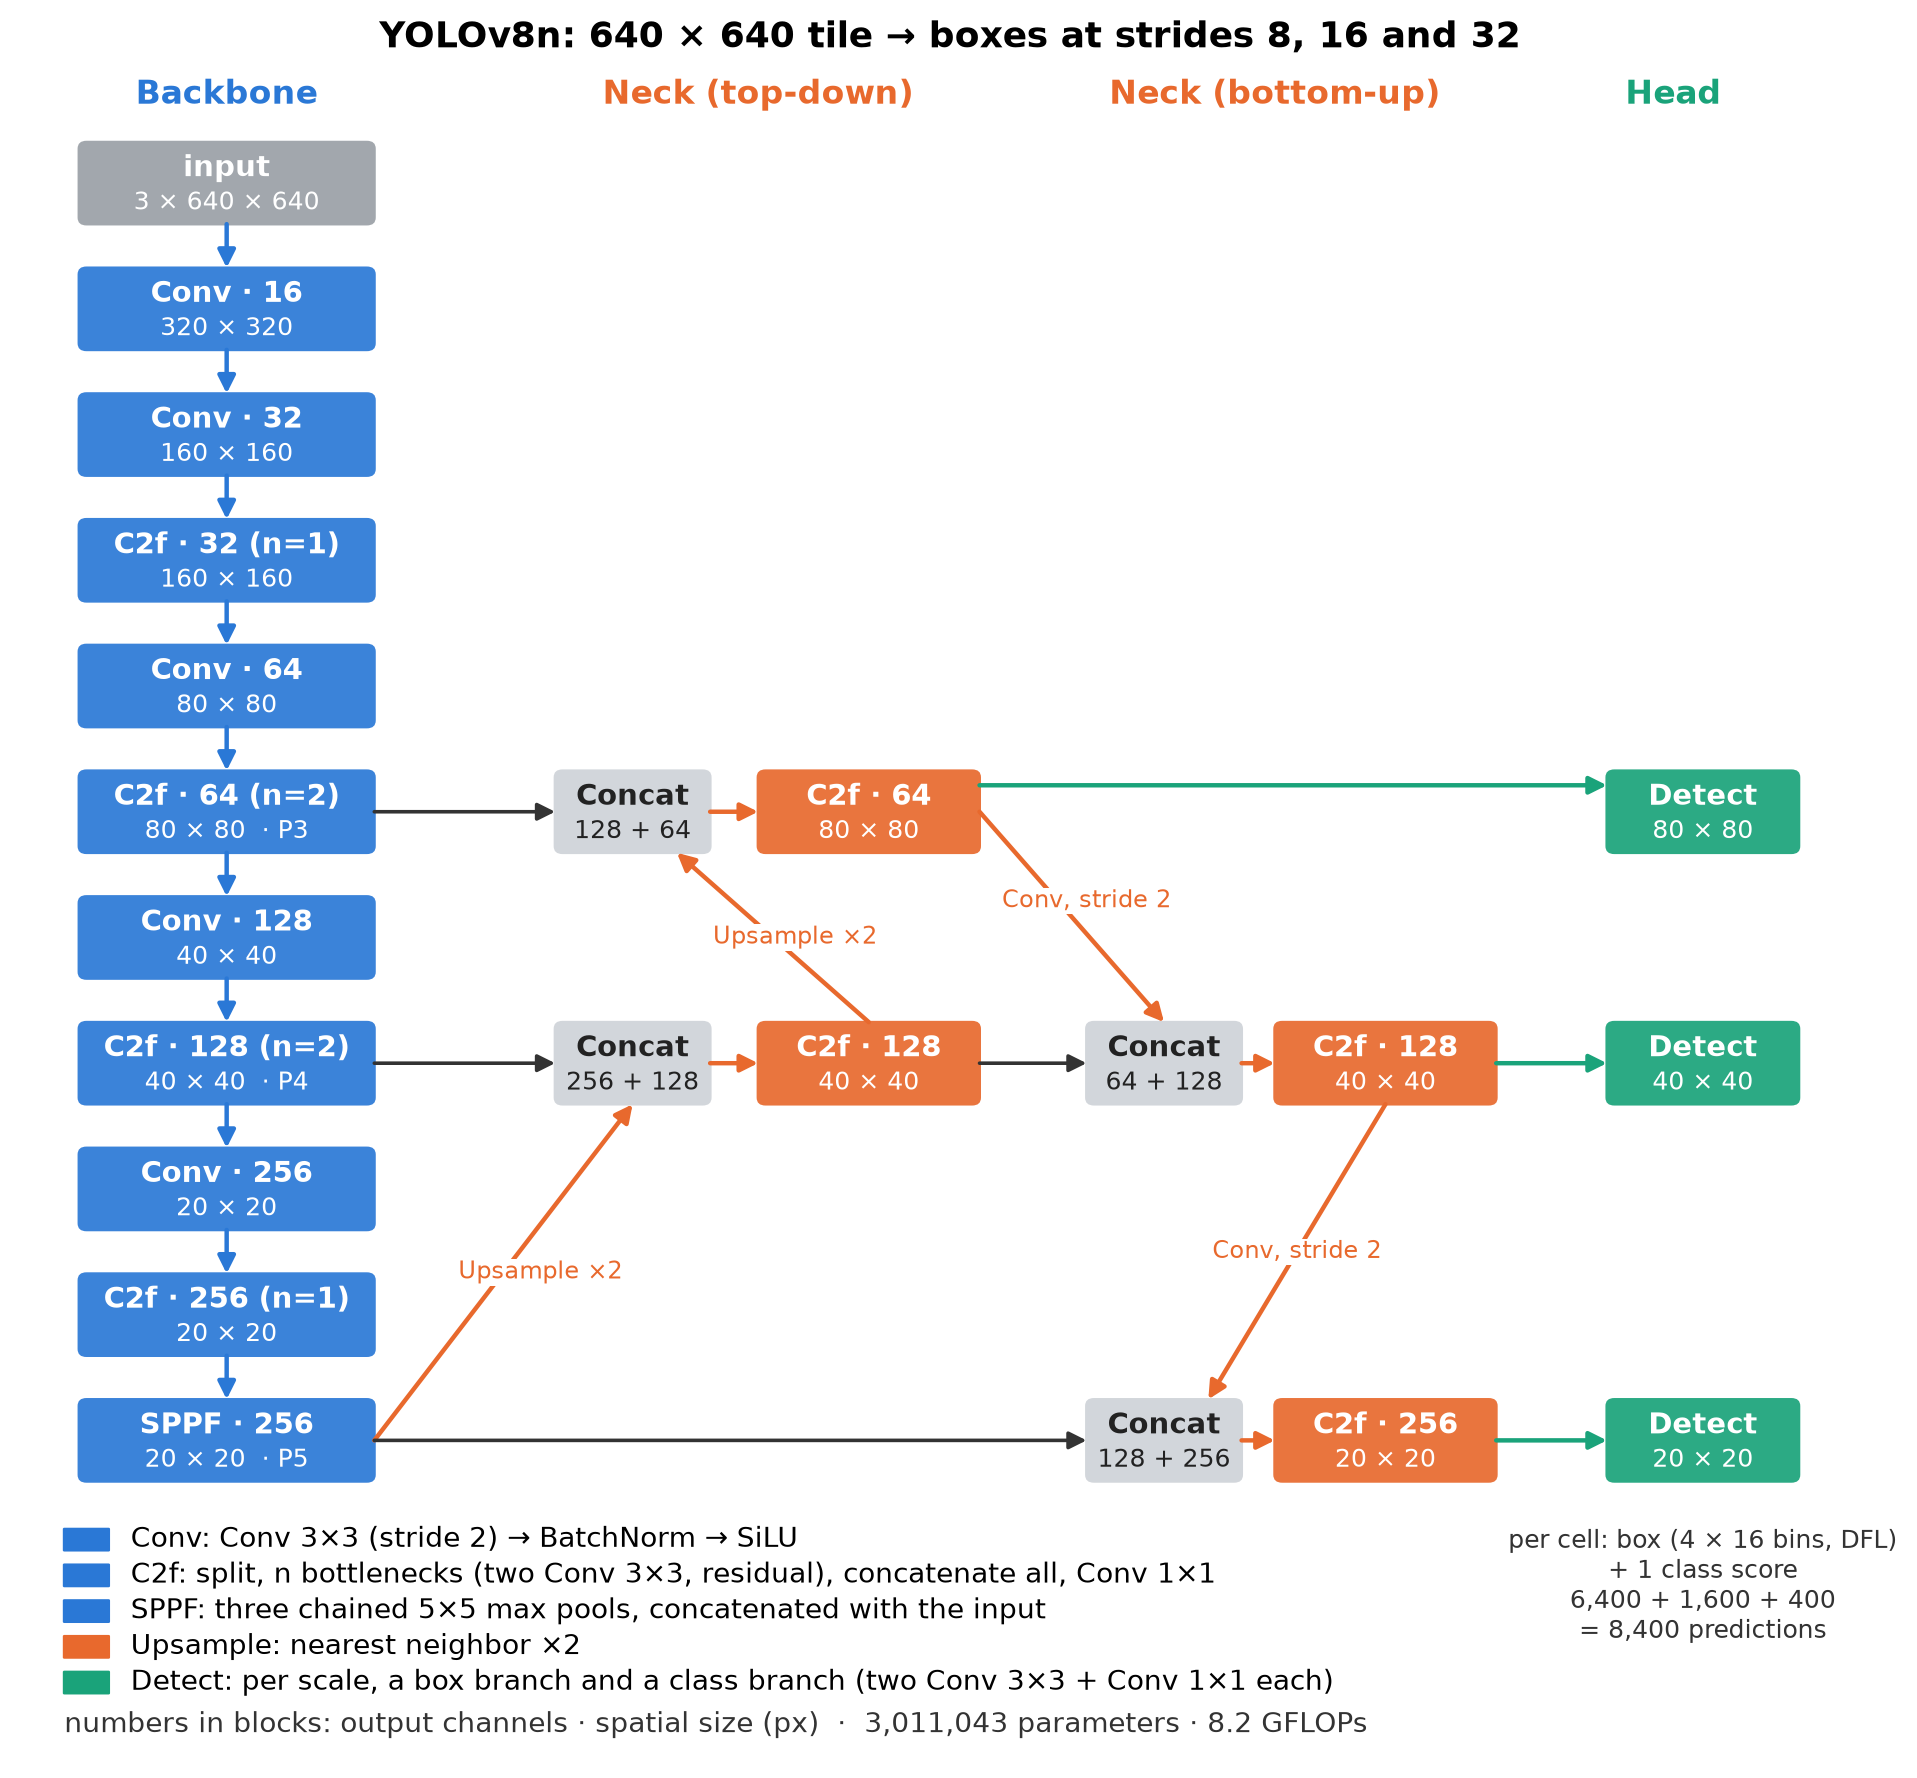 YOLOv8n: 640 × 640 tile → boxes at strides 8, 16 and 32
Backbone
Neck (top-down)
Neck (bottom-up)
Head
input
3 × 640 × 640
Conv · 16
320 × 320
Conv · 32
160 × 160
C2f · 32 (n=1)
160 × 160
Conv · 64
80 × 80
C2f · 64 (n=2)
80 × 80 · P3
Concat
128 + 64
C2f · 64
80 × 80
Detect
80 × 80
Conv, stride 2
Upsample ×2
Conv · 128
40 × 40
C2f · 128 (n=2)
40 × 40 · P4
Concat
256 + 128
C2f · 128
40 × 40
Concat
64 + 128
C2f · 128
40 × 40
Detect
40 × 40
Conv · 256
20 × 20
Conv, stride 2
Upsample ×2
C2f · 256 (n=1)
20 × 20
SPPF · 256
20 × 20 · P5
Concat
128 + 256
C2f · 256
20 × 20
Detect
20 × 20
Conv: Conv 3×3 (stride 2) → BatchNorm → SiLU
C2f: split, n bottlenecks (two Conv 3×3, residual), concatenate all, Conv 1×1
SPPF: three chained 5×5 max pools, concatenated with the input
Upsample: nearest neighbor ×2
Detect: per scale, a box branch and a class branch (two Conv 3×3 + Conv 1×1 each)
numbers in blocks: output channels · spatial size (px) · 3,011,043 parameters · 8.2 GFLOPs
per cell: box (4 × 16 bins, DFL)
+ 1 class score
6,400 + 1,600 + 400
= 8,400 predictions